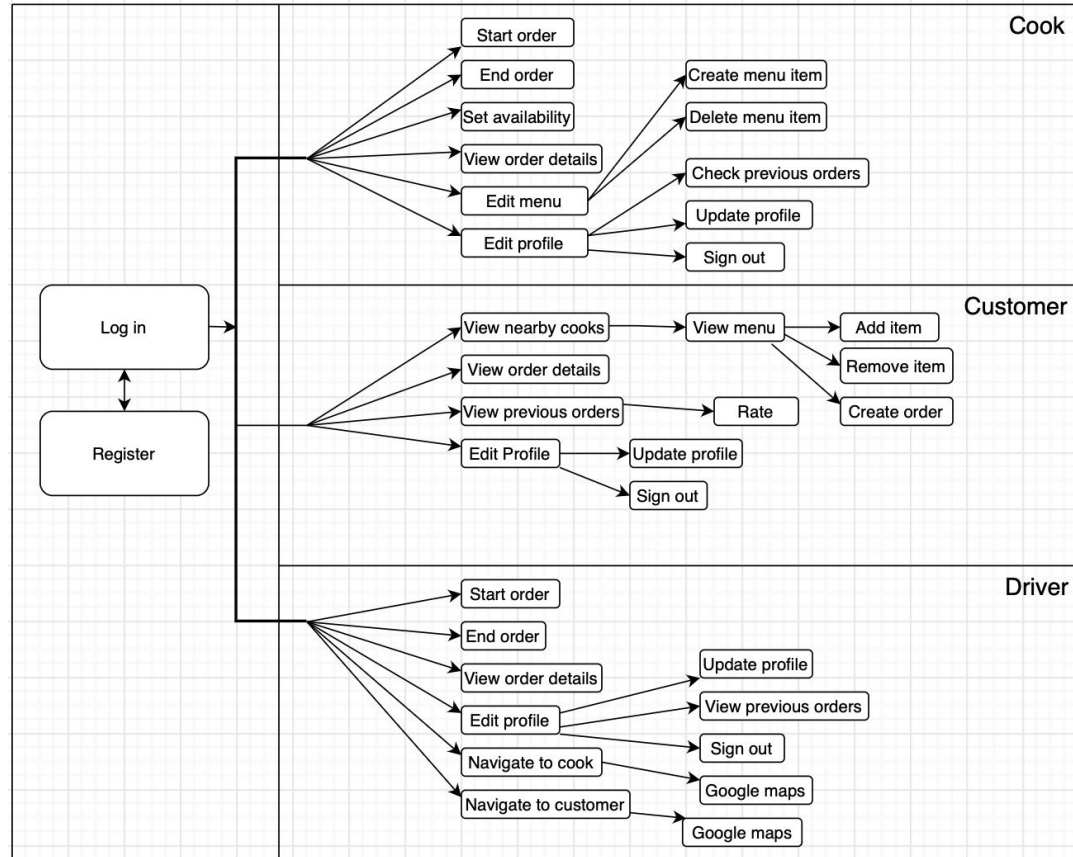 Cook
Start order
End order
Set availability
View order details
Edit menu
Edit profile
Create menu item
Delete menu item
Check previous orders
Update profile
Sign out
Log in
Register
Customer
View nearby cooks
View menu
Add item
Remove item
Create order
View order details
View previous orders
Rate
Edit Profile
Update profile
Sign out
Driver
Start order
End order
View order details
Edit profile
Update profile
View previous orders
Sign out
Navigate to cook
Google maps
Navigate to customer
Google maps